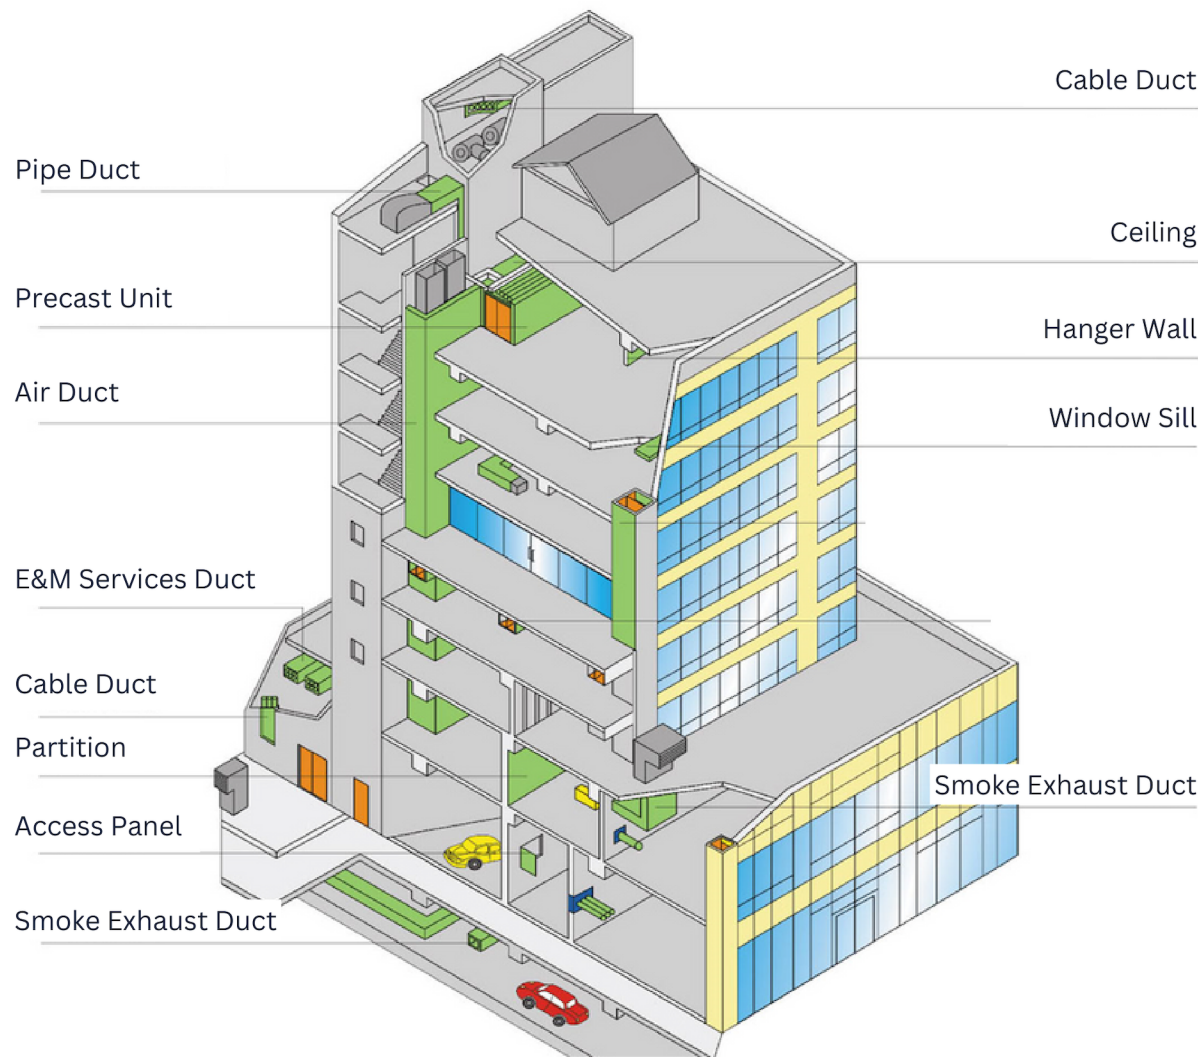 Cable Duct
Pipe Duct
Ceiling
Precast Unit
Hanger Wall
Air Duct
Window Sill
E&M Services Duct
Cable Duct
Partition
Smoke Exhaust Duct
Access Panel
Smoke Exhaust Duct